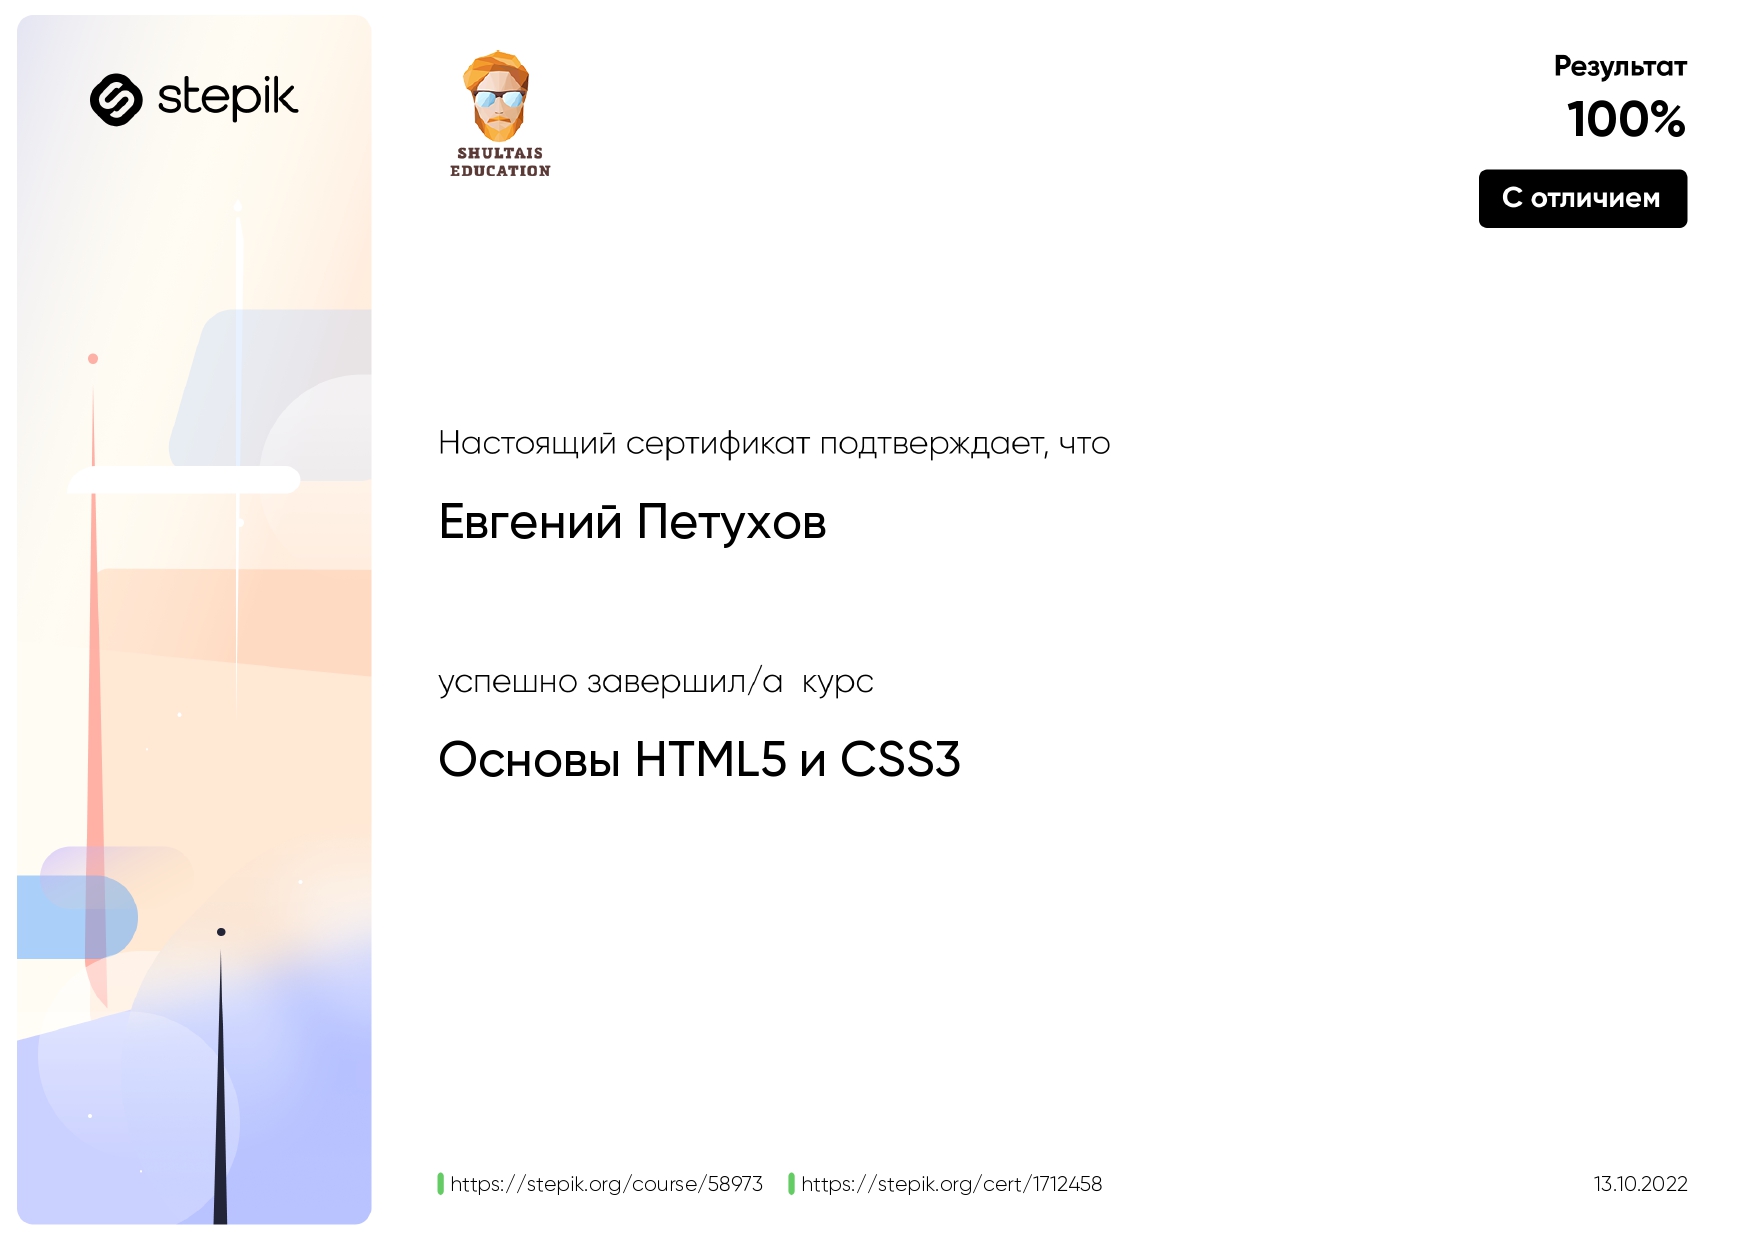 stepik
SHULTAIS
EDUCATION
Результат
100%
С отличием
Настоящий сертификат подтверждает, что
Евгений Петухов
успешно завершил/а курс
Основы HTML5 и CSS3
https://stepik.org/course/58973
https://stepik.org/cert/1712458
13.10.2022